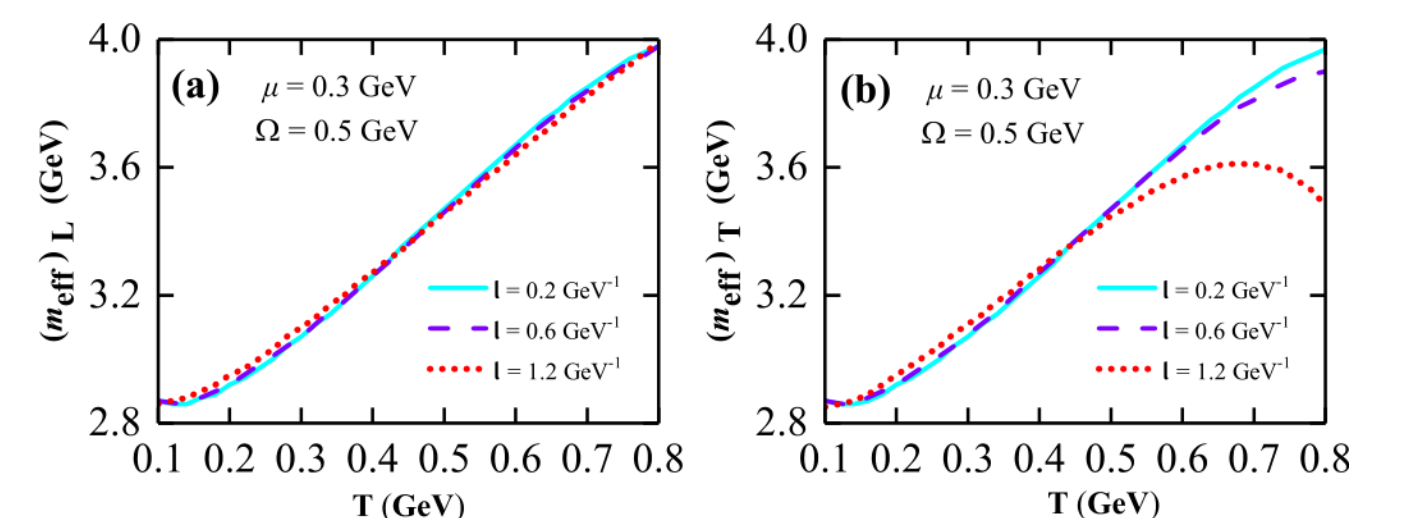 4.0
3.6
3.2
2.8
(m_eff)_L (GeV)
(a)
μ = 0.3 GeV
Ω = 0.5 GeV
l = 0.2 GeV⁻¹
l = 0.6 GeV⁻¹
l = 1.2 GeV⁻¹
0.1 0.2 0.3 0.4 0.5 0.6 0.7 0.8
T (GeV)
4.0
3.6
3.2
2.8
(m_eff)_T (GeV)
(b)
μ = 0.3 GeV
Ω = 0.5 GeV
l = 0.2 GeV⁻¹
l = 0.6 GeV⁻¹
l = 1.2 GeV⁻¹
0.1 0.2 0.3 0.4 0.5 0.6 0.7 0.8
T (GeV)